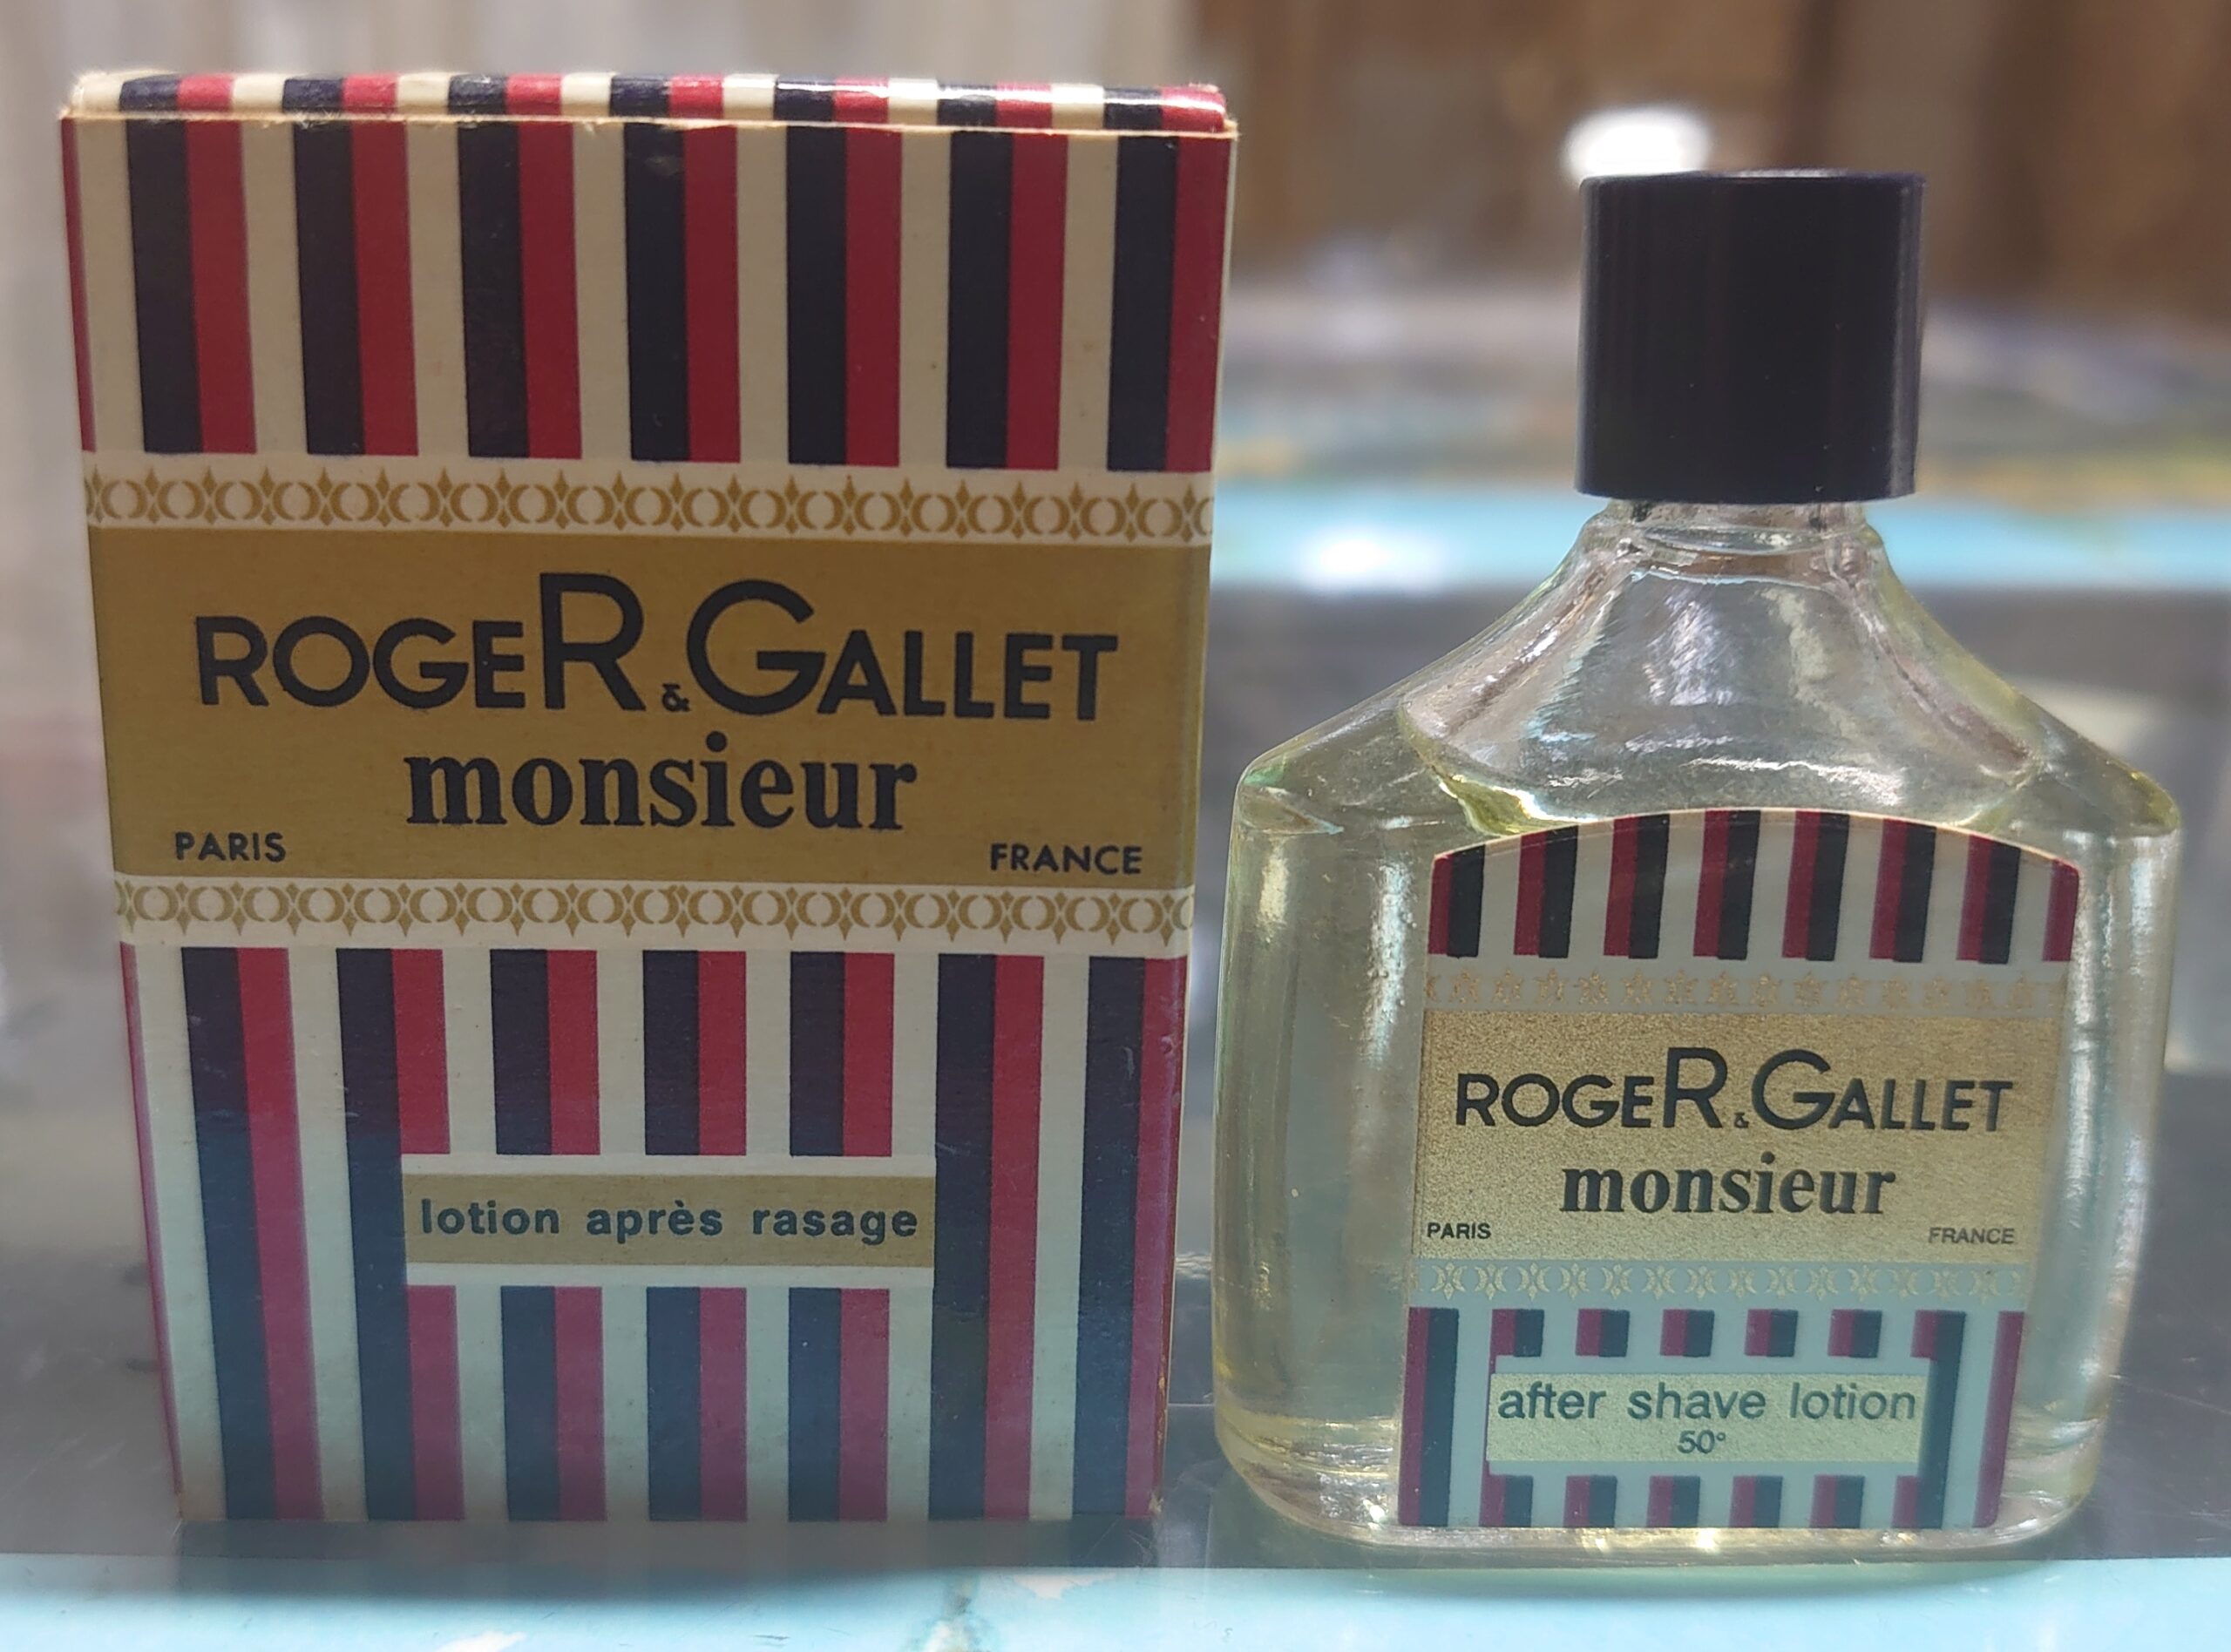 ROGER & GALLET
monsieur
PARIS FRANCE
lotion après rasage
ROGER & GALLET
monsieur
PARIS FRANCE
after shave lotion
50°